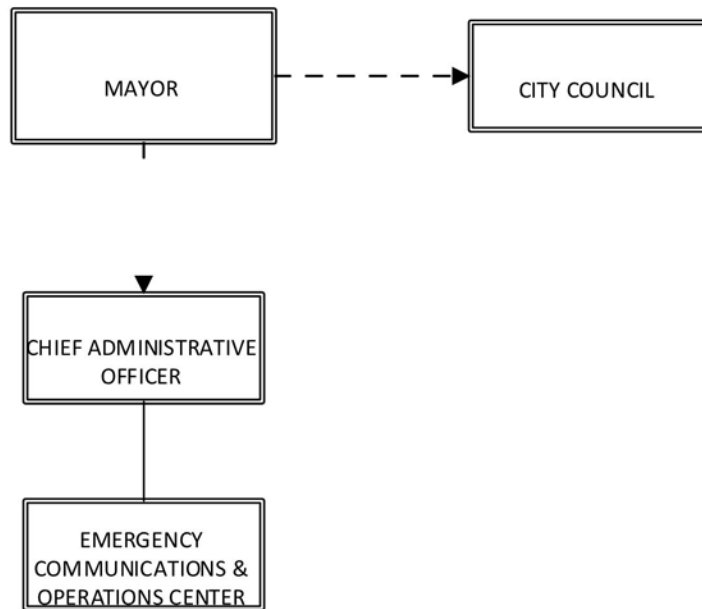 MAYOR
CITY COUNCIL
CHIEF ADMINISTRATIVE
OFFICER
EMERGENCY
COMMUNICATIONS &
OPERATIONS CENTER